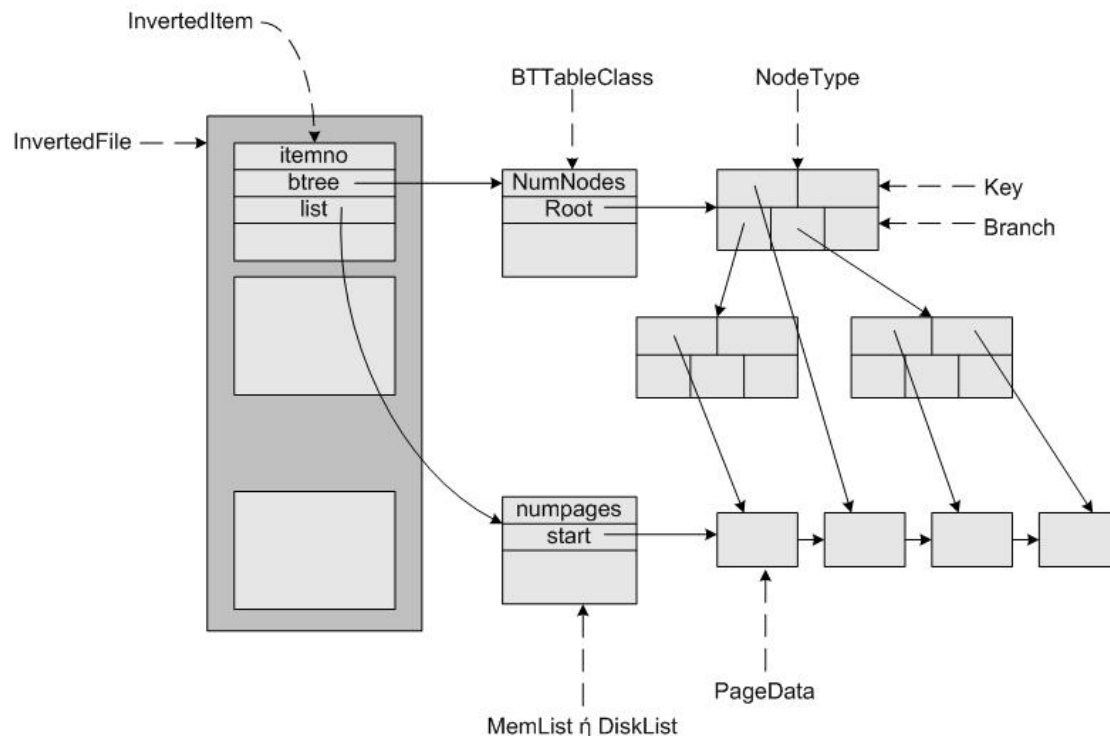 InvertedItem
BTTableClass
NodeType
InvertedFile
itemno
btree
list
NumNodes
Root
Key
Branch
numpages
start
PageData
MemList ή DiskList